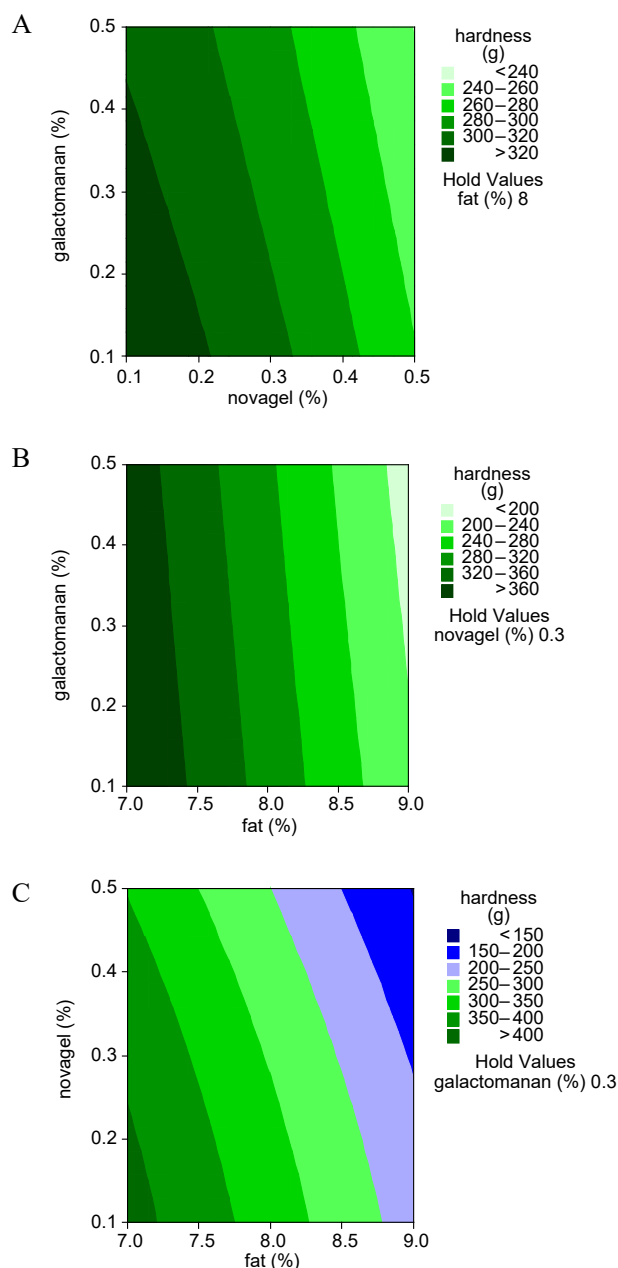 A
0.5
0.4
0.3
0.2
0.1
galactomanan (%)
0.1 0.2 0.3 0.4 0.5
novagel (%)
hardness
(g)
<240
240–260
260–280
280–300
300–320
>320
Hold Values
fat (%) 8
B
0.5
0.4
0.3
0.2
0.1
galactomanan (%)
7.0 7.5 8.0 8.5 9.0
fat (%)
hardness
(g)
<200
200–240
240–280
280–320
320–360
>360
Hold Values
novagel (%) 0.3
C
0.5
0.4
0.3
0.2
0.1
novagel (%)
7.0 7.5 8.0 8.5 9.0
fat (%)
hardness
(g)
<150
150–200
200–250
250–300
300–350
350–400
>400
Hold Values
galactomanan (%) 0.3